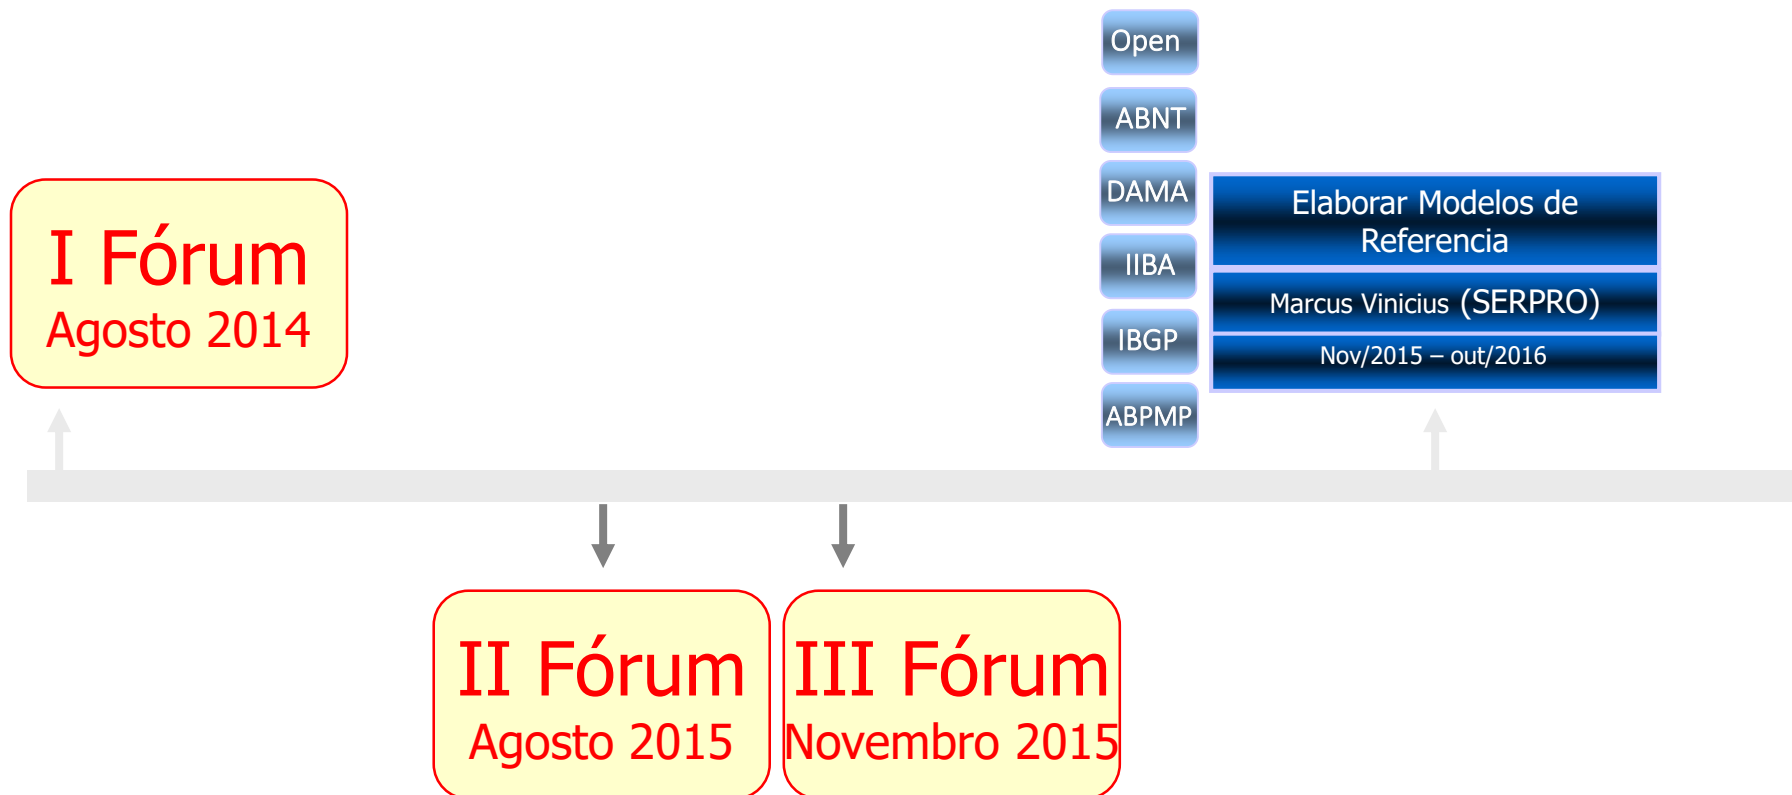 Open
ABNT
DAMA
IIBA
IBGP
ABPMP
Elaborar Modelos de
Referencia
Marcus Vinicius (SERPRO)
Nov/2015 – out/2016
I Fórum
Agosto 2014
II Fórum
Agosto 2015
III Fórum
Novembro 2015